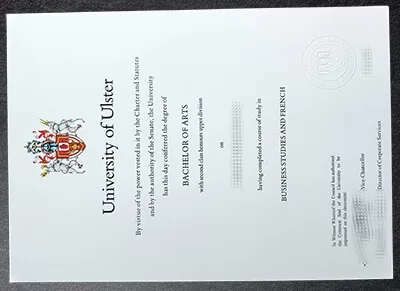 University of Ulster
By virtue of the power vested in it by the Charter and Statutes
and by the authority of the Senate, the University
has this day conferred the degree of
BACHELOR OF ARTS
with second class honours upper division
on
having completed a course of study in
BUSINESS STUDIES AND FRENCH
In Witness Whereof the Council has authorised
the Common Seal of the University to be
impressed on this document
Vice-Chancellor
Director of Corporate Services